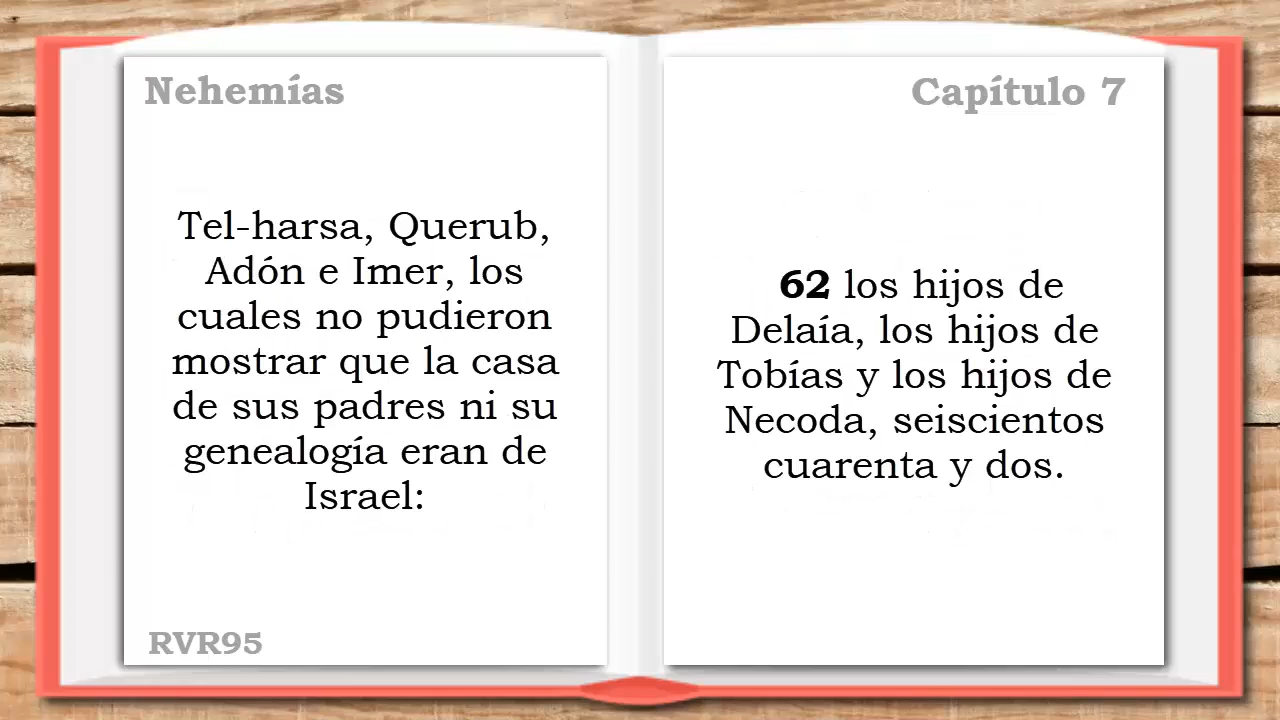 Nehemías
Tel-harsa, Querub,
Adón e Imer, los
cuales no pudieron
mostrar que la casa
de sus padres ni su
genealogía eran de
Israel:
RVR95
Capítulo 7
62 los hijos de
Delaía, los hijos de
Tobías y los hijos de
Necoda, seiscientos
cuarenta y dos.